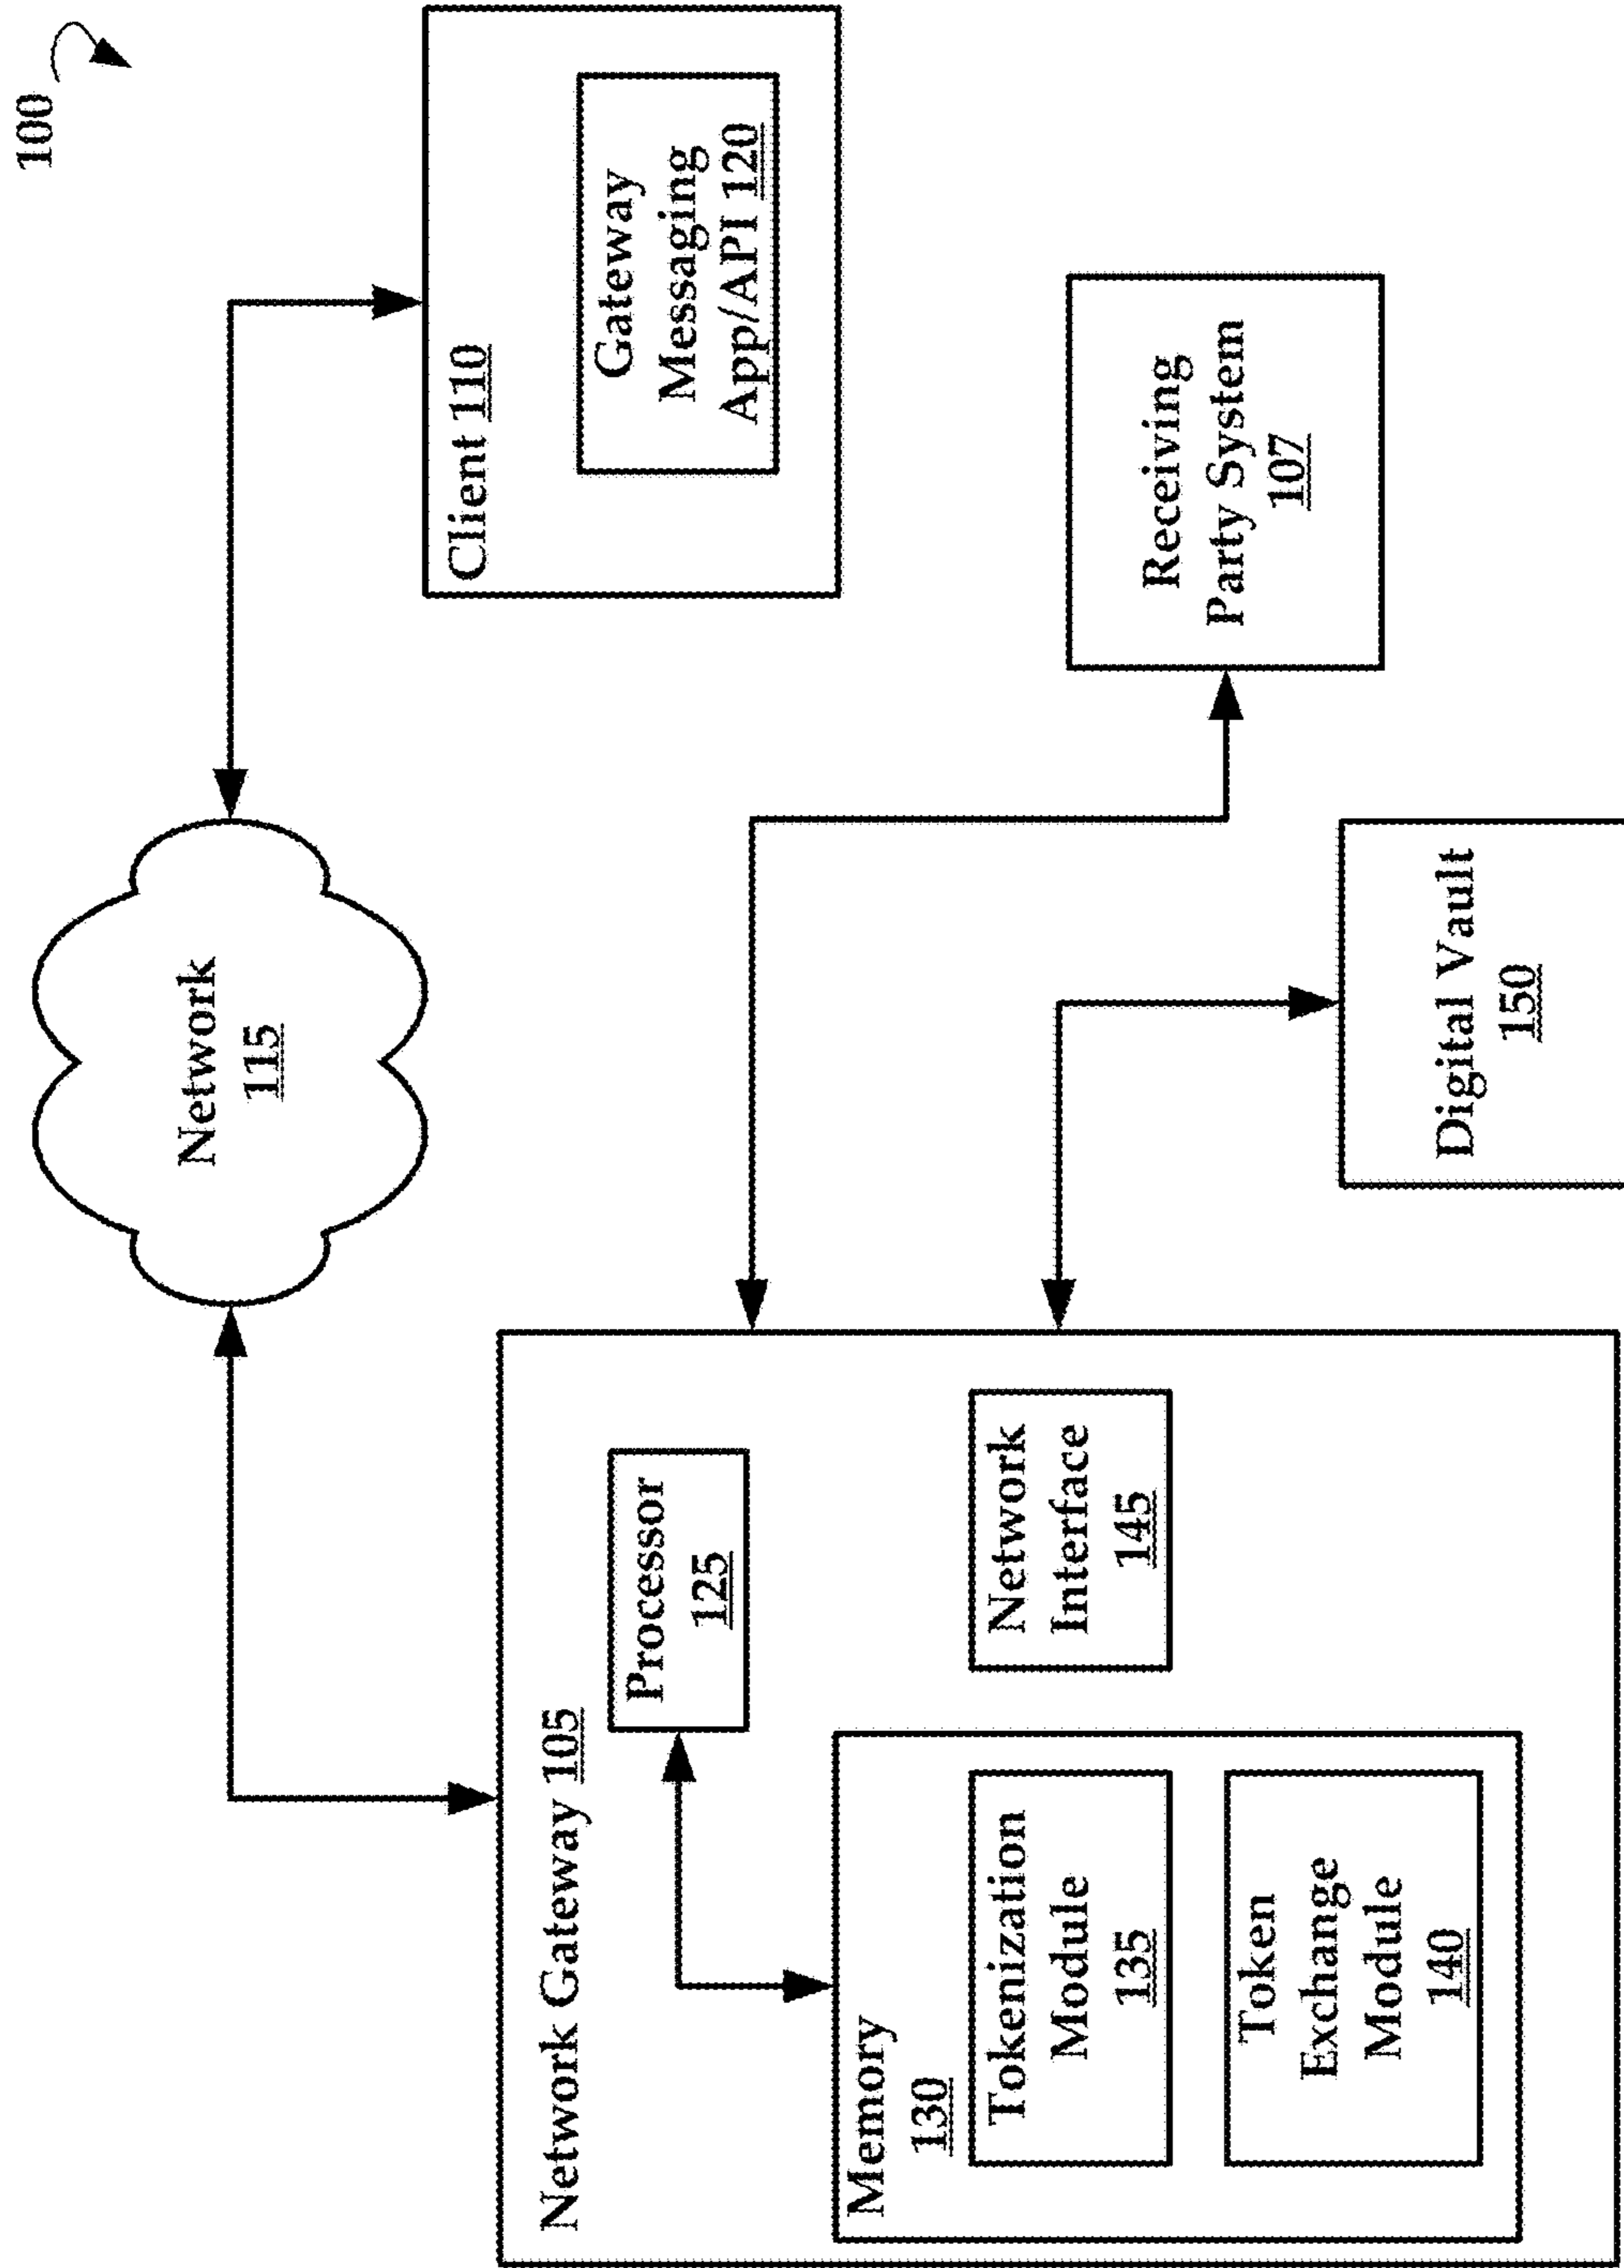 100
Network
115
Client 110
Gateway
Messaging
App/API 120
Network Gateway 105
Processor
125
Memory
130
Tokenization
Module
135
Token
Exchange
Module
140
Network
Interface
145
Receiving
Party System
107
Digital Vault
150